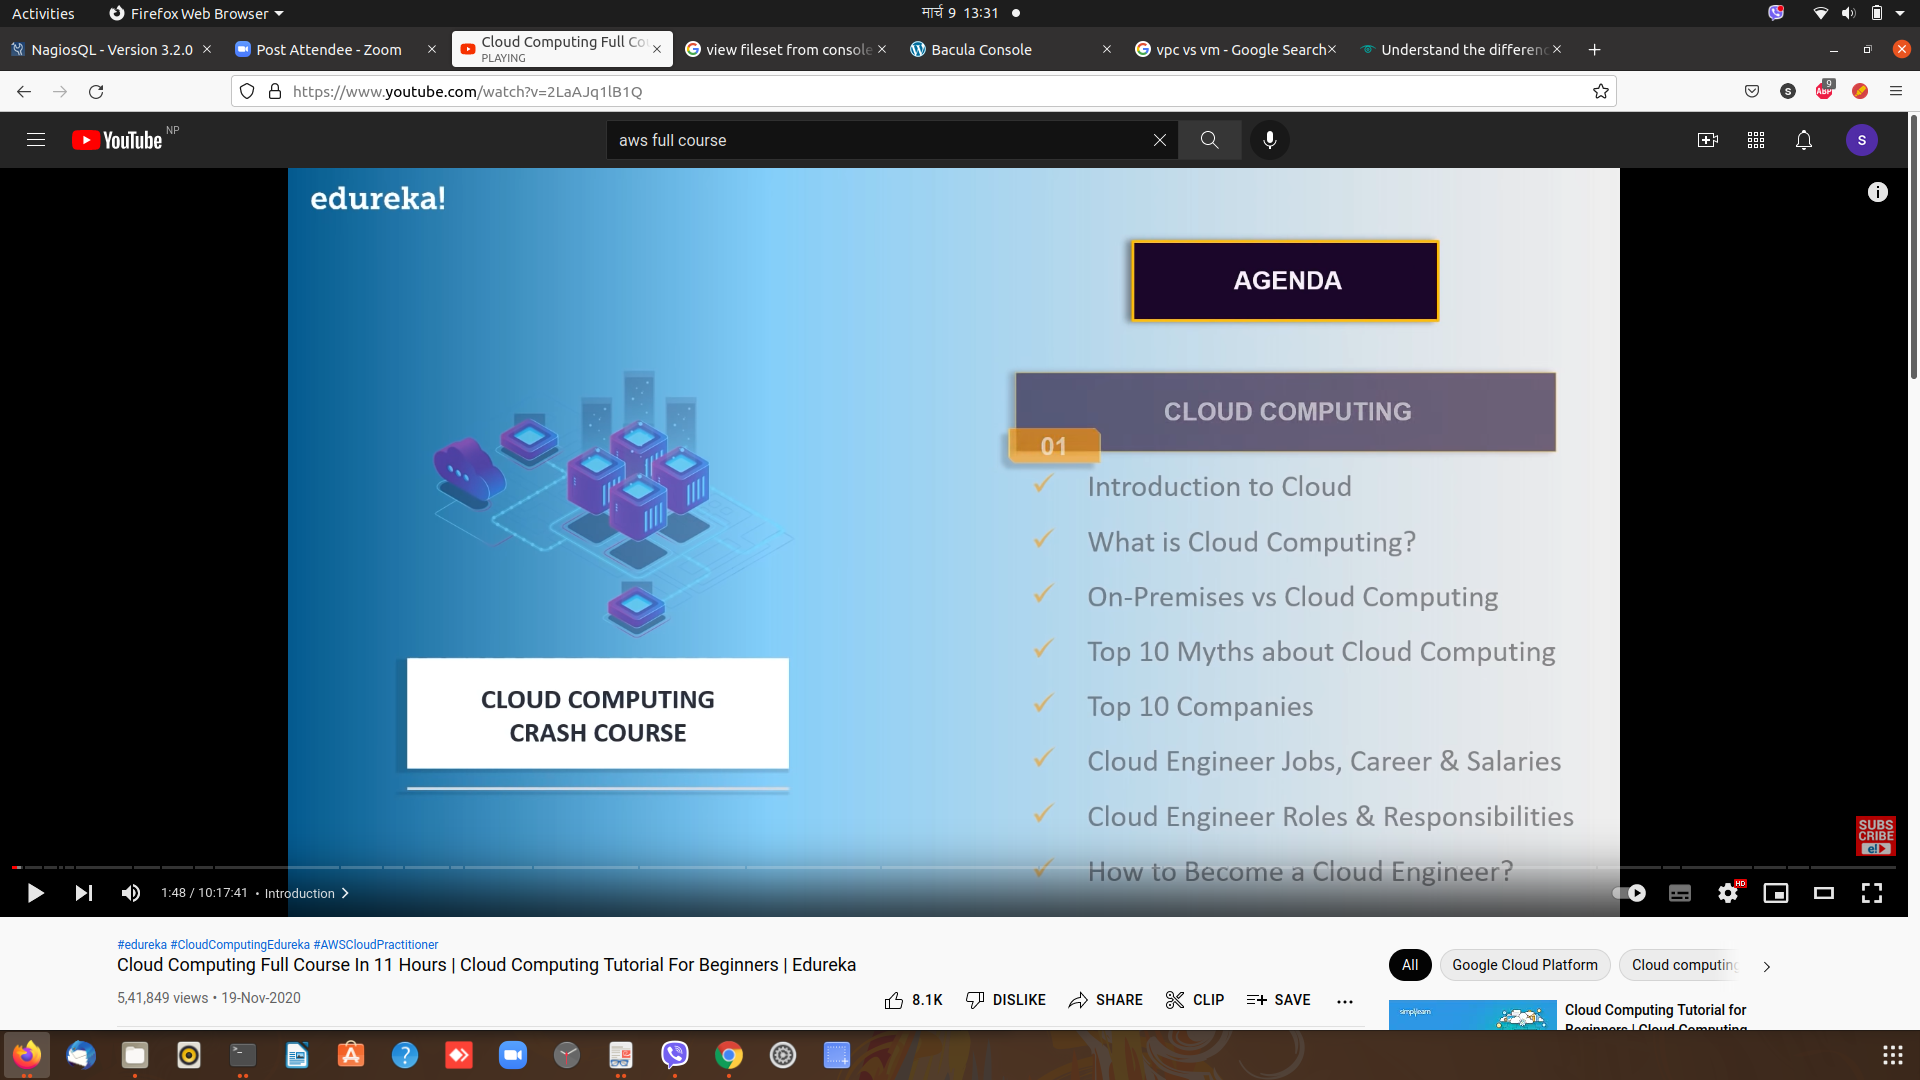 Activities
Firefox Web Browser
मार्च 9 13:31
NagiosQL - Version 3.2.0
Post Attendee - Zoom
Cloud Computing Full Co
PLAYING
view fileset from console
Bacula Console
vpc vs vm - Google Search
Understand the differenc
https://www.youtube.com/watch?v=2LaAJq1lB1Q
S
ABP
9
YouTube NP
aws full course
S
edureka!
AGENDA
CLOUD COMPUTING
01
Introduction to Cloud
What is Cloud Computing?
On-Premises vs Cloud Computing
Top 10 Myths about Cloud Computing
Top 10 Companies
Cloud Engineer Jobs, Career & Salaries
Cloud Engineer Roles & Responsibilities
How to Become a Cloud Engineer?
CLOUD COMPUTING
CRASH COURSE
SUBS
CRIBE
e!
1:48 / 10:17:41 • Introduction
HD
#edureka #CloudComputingEdureka #AWSCloudPractitioner
Cloud Computing Full Course In 11 Hours | Cloud Computing Tutorial For Beginners | Edureka
5,41,849 views • 19-Nov-2020
8.1K DISLIKE SHARE CLIP SAVE
All Google Cloud Platform Cloud computing
simplilearn
Cloud Computing Tutorial for
Beginners | Cloud Computing